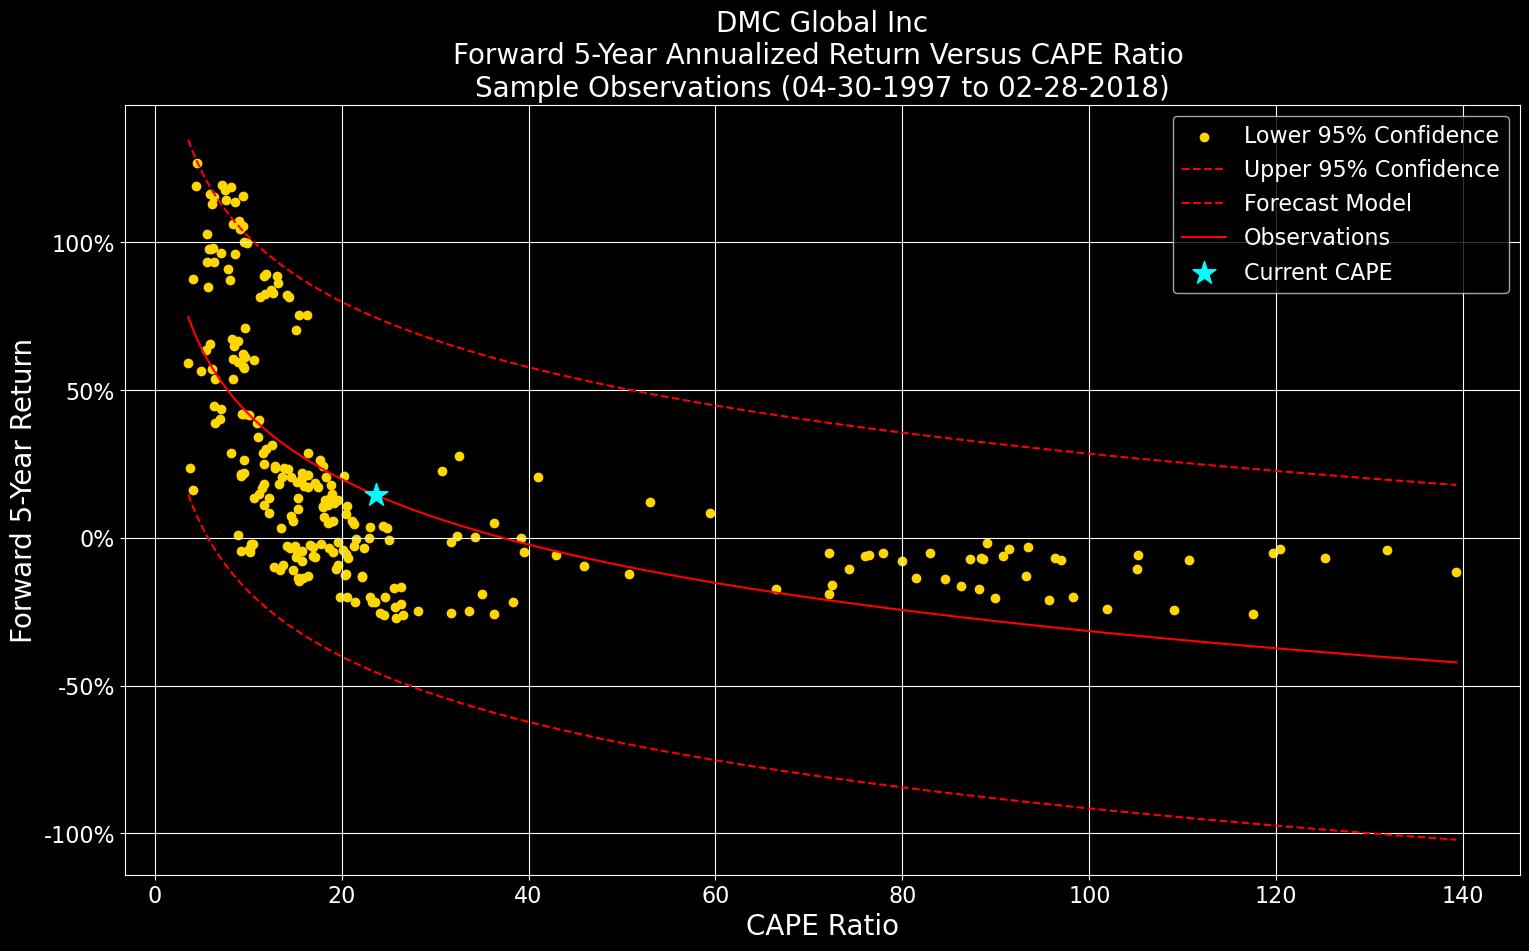 DMC Global Inc
Forward 5-Year Annualized Return Versus CAPE Ratio
Sample Observations (04-30-1997 to 02-28-2018)
Lower 95% Confidence
Upper 95% Confidence
Forecast Model
Observations
Current CAPE
Forward 5-Year Return
100%
50%
0%
-50%
-100%
0 20 40 60 80 100 120 140
CAPE Ratio